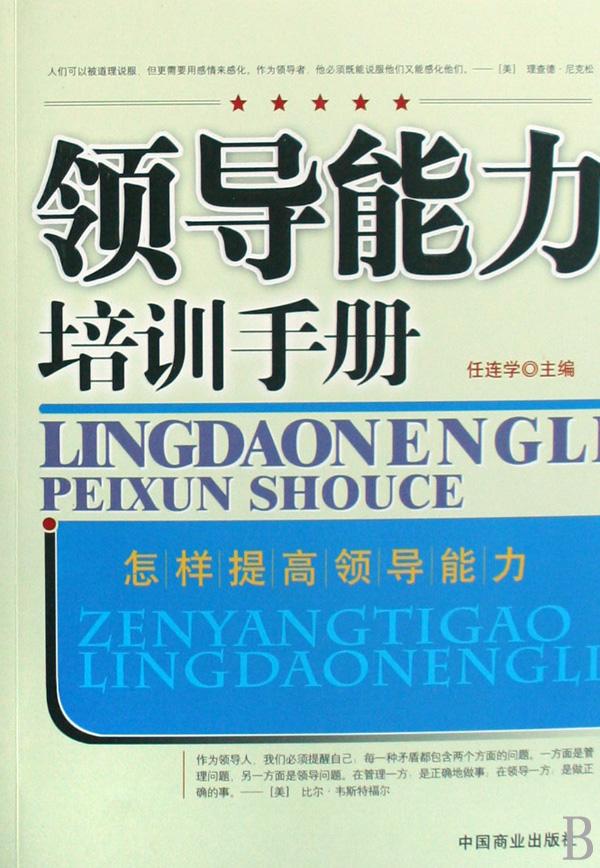 人们可以被道理说服，但更需要用感情来感化。作为领导者，他必须既能说服他们又能感化他们。——［美］ 理查德·尼克松
领导能力
培训手册
任连学◎主编
LINGDAONENGLI
PEIXUN SHOUCE
怎样提高领导能力
ZENYANGTIGAO
LINGDAONENGLI
作为领导人，我们必须提醒自己：每一种矛盾都包含两个方面的问题。一方面是管
理问题，另一方面是领导问题。在管理一方：是正确地做事；在领导一方：是做正
确的事。——［美］ 比尔·韦斯特福尔
中国商业出版社
B